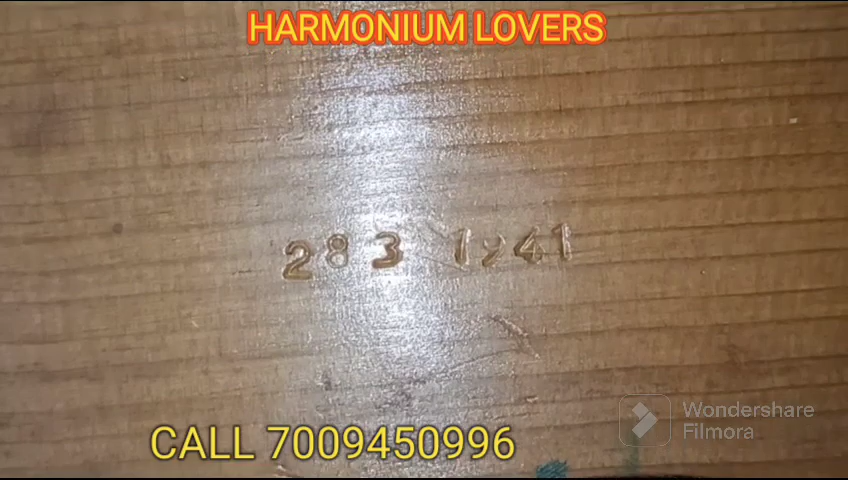 HARMONIUM LOVERS
283 1941
CALL 7009450996
Wondershare
Filmora